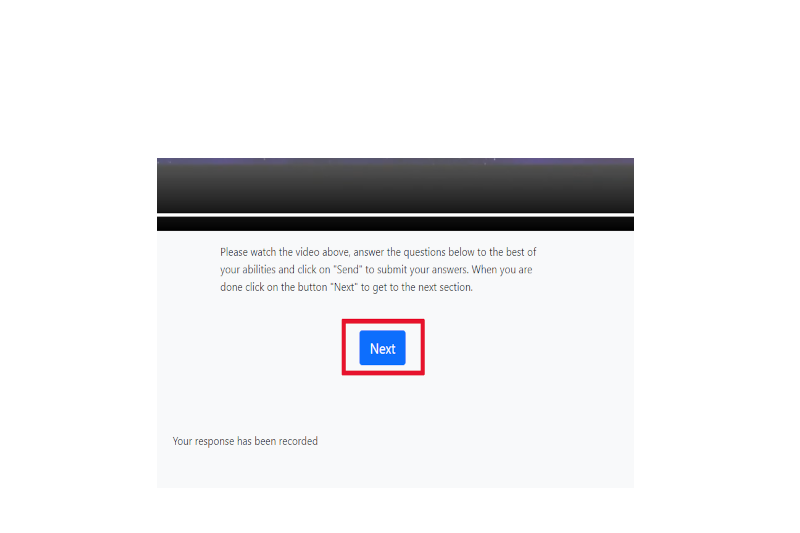 Please watch the video above, answer the questions below to the best of
your abilities and click on "Send" to submit your answers. When you are
done click on the button "Next" to get to the next section.
Next
Your response has been recorded